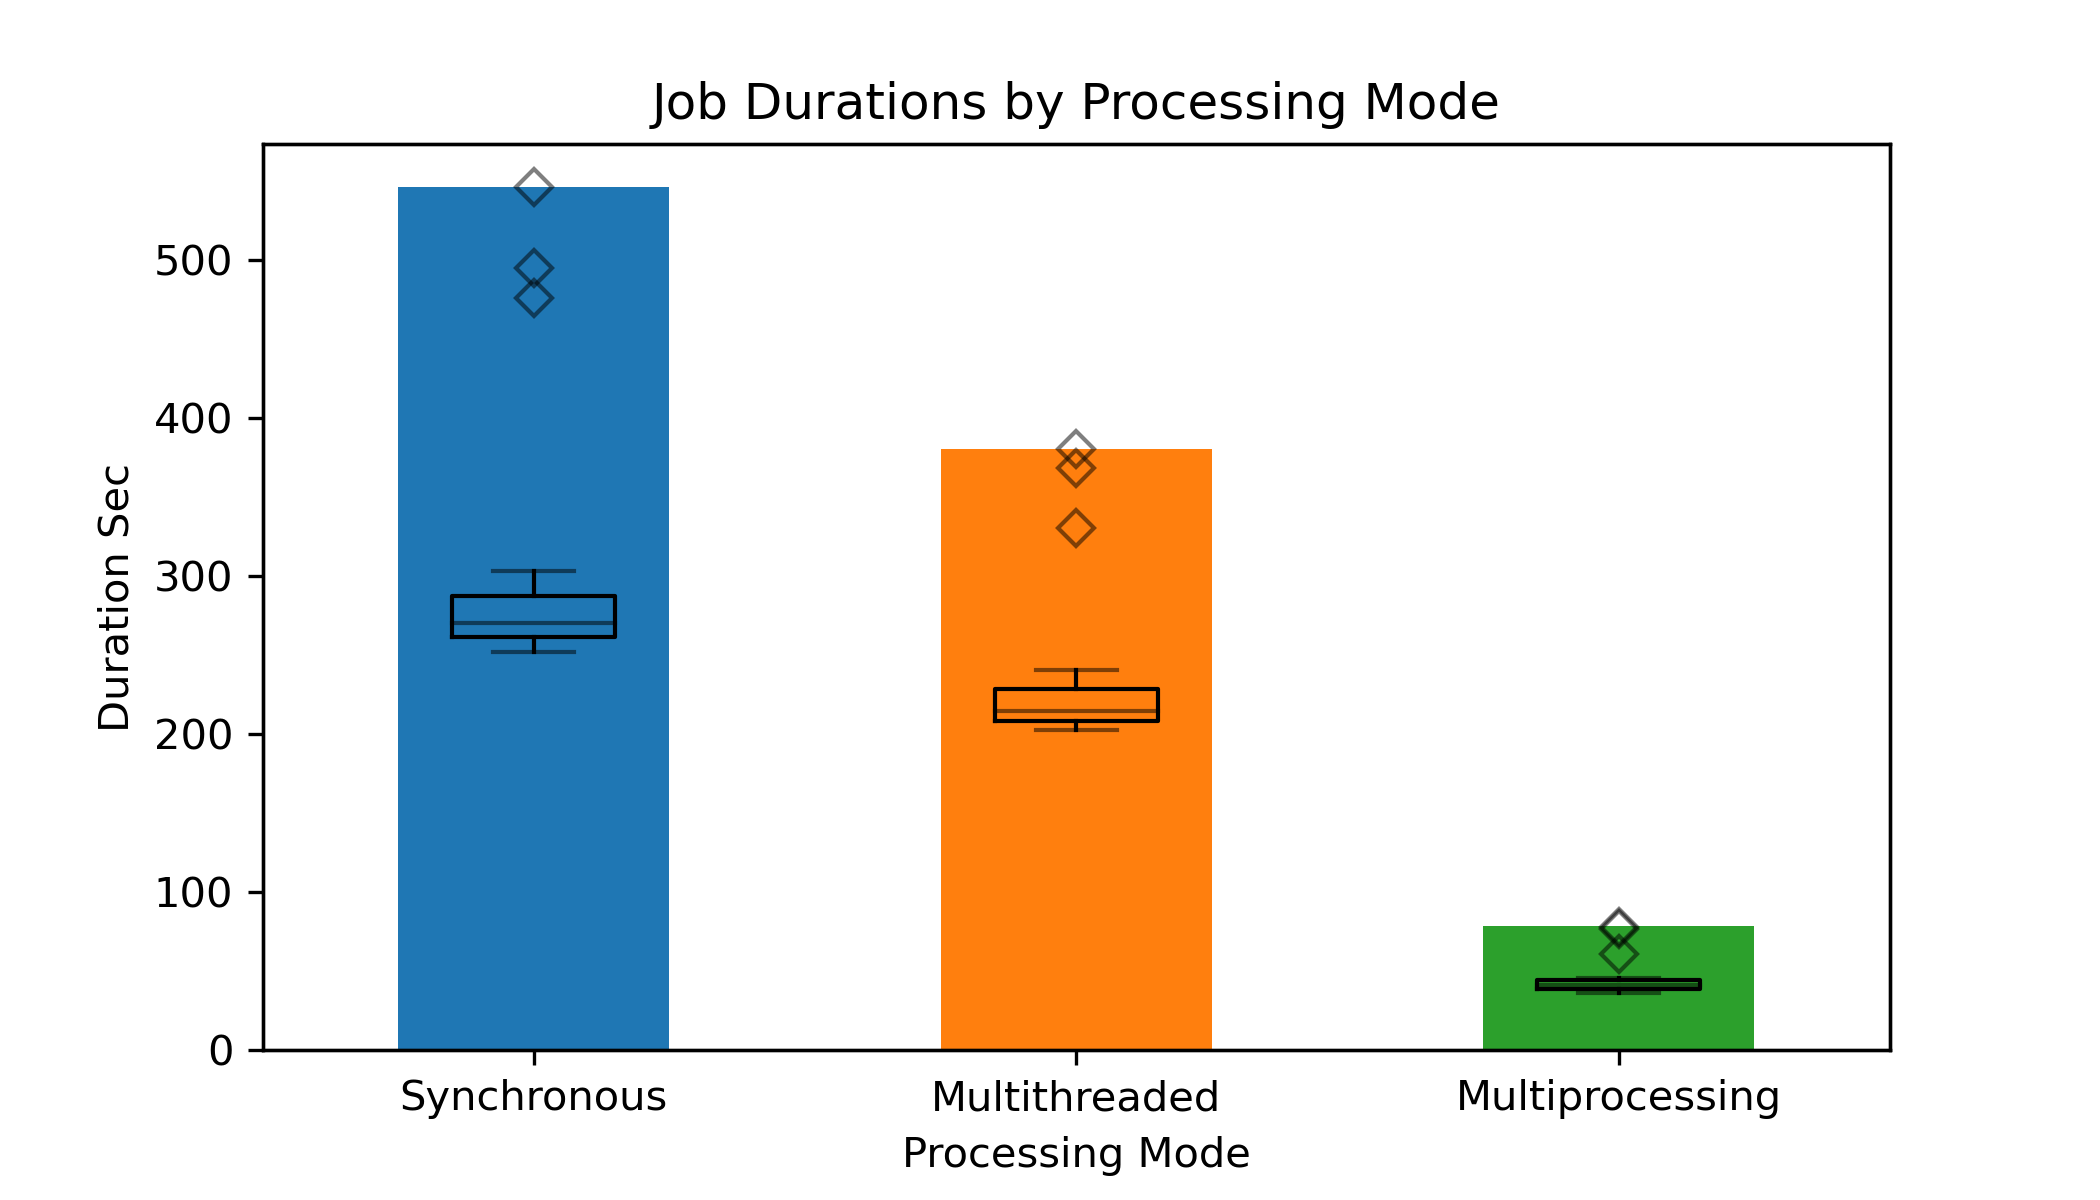 Job Durations by Processing Mode
Duration Sec
500
400
300
200
100
0
Synchronous
Multithreaded
Multiprocessing
Processing Mode